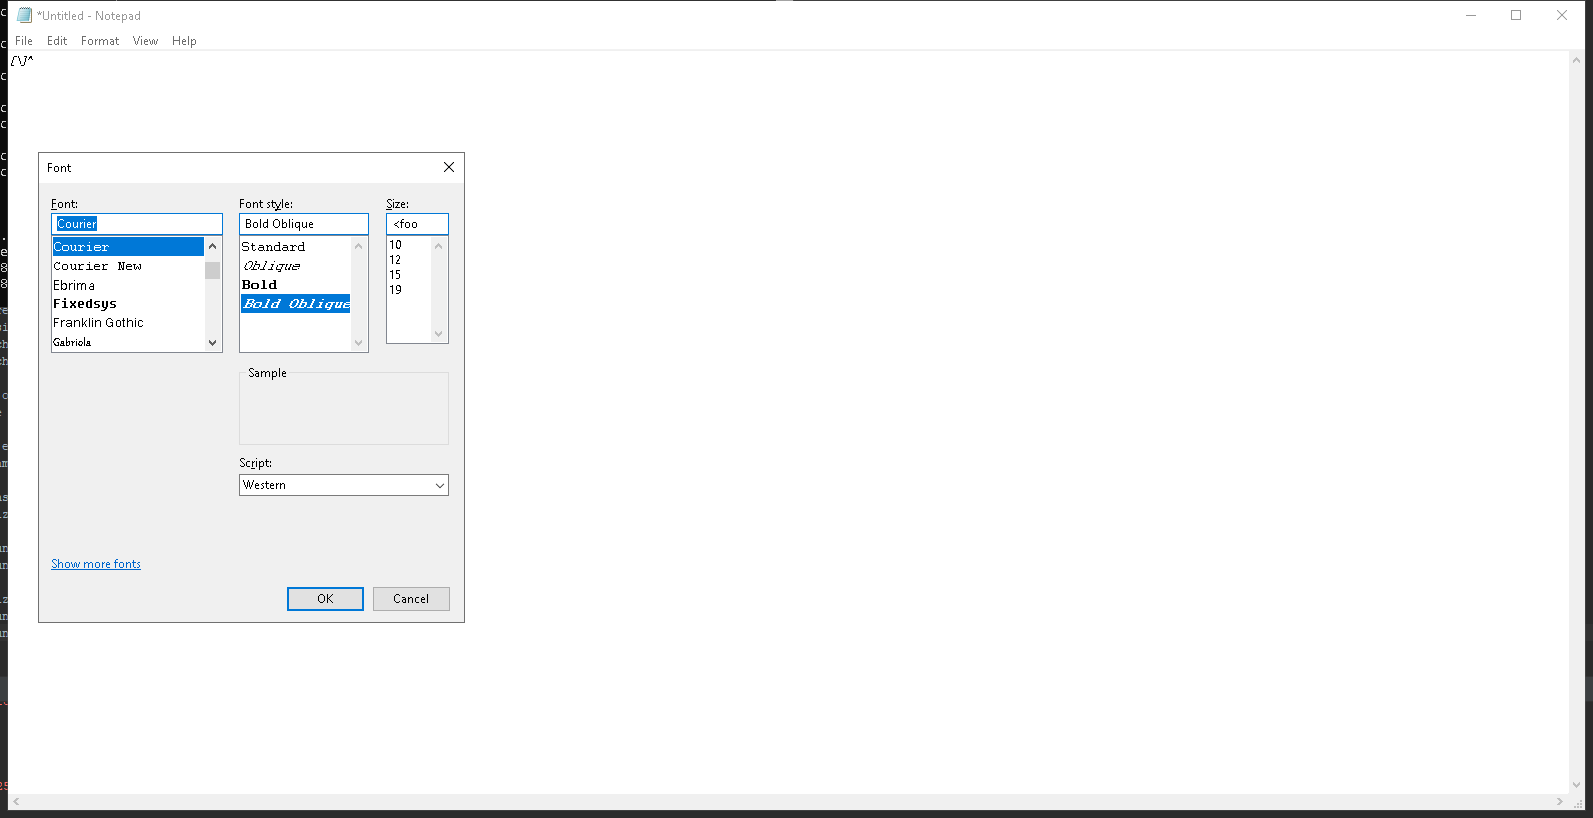 *Untitled - Notepad
File Edit Format View Help
[\]^
Font
Font: Font style: Size:
Courier Bold Oblique <foo
Courier Standard 10
Courier New Oblique 12
Ebrima Bold 15
Fixedsys Bold Oblique 19
Franklin Gothic
Gabriola
Sample
Script:
Western
Show more fonts
OK Cancel